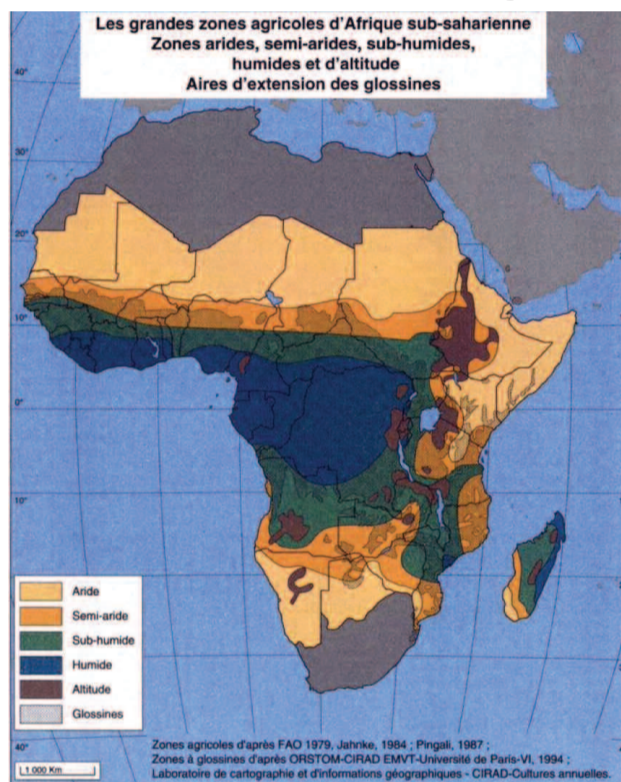 Les grandes zones agricoles d'Afrique sub-saharienne
Zones arides, semi-arides, sub-humides,
humides et d'altitude
Aires d'extension des glossines
40°
30°
20°
10°
0°
10°
40°
Aride
Semi-aride
Sub-humide
Humide
Altitude
Glossines
1 000 Km
Zones agricoles d'après FAO 1979, Jahnke, 1984 ; Pingali, 1987 ;
Zones à glossines d'après ORSTOM-CIRAD EMVT-Université de Paris-VI, 1994 ;
Laboratoire de cartographie et d'informations géographiques - CIRAD-Cultures annuelles.